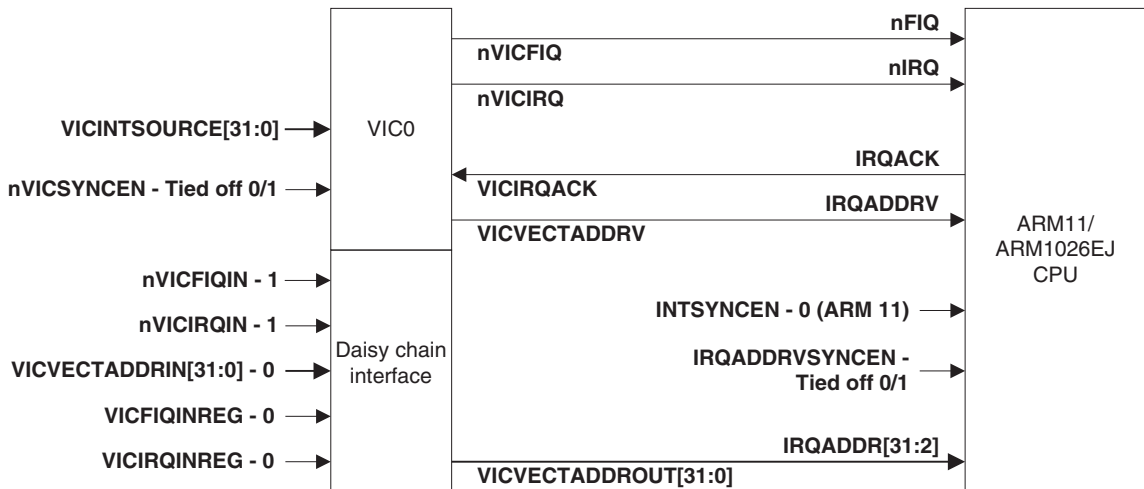 nFIQ
nVICFIQ
nIRQ
nVICIRQ
VICINTSOURCE[31:0]
VIC0
IRQACK
nVICSYNCEN - Tied off 0/1
VICIRQACK
IRQADDRV
VICVECTADDRV
ARM11/
ARM1026EJ
CPU
nVICFIQIN - 1
INTSYNCEN - 0 (ARM 11)
nVICIRQIN - 1
Daisy chain
interface
VICVECTADDRIN[31:0] - 0
IRQADDRVSYNCEN -
Tied off 0/1
VICFIQINREG - 0
VICIRQINREG - 0
IRQADDR[31:2]
VICVECTADDROUT[31:0]